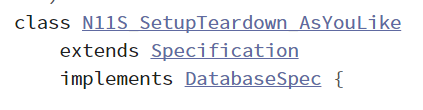 class N11S_SetupTeardown_AsYouLike
extends Specification
implements DatabaseSpec {